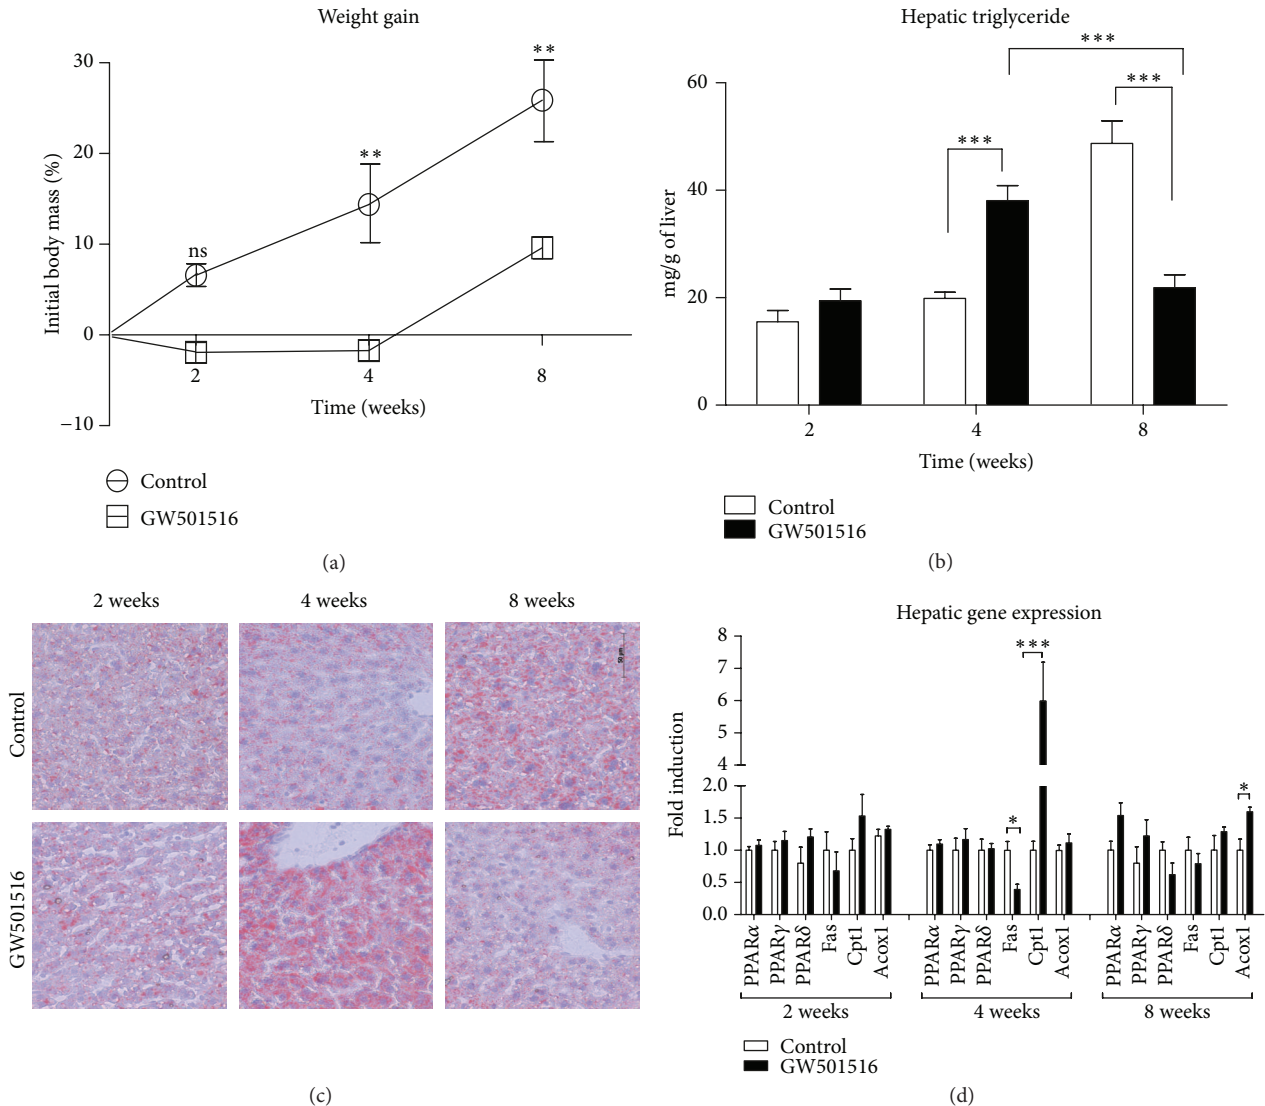 Weight gain
30
20
10
0
−10
Initial body mass (%)
ns
**
**
2
4
8
Time (weeks)
Control
GW501516
(a)
Hepatic triglyceride
60
40
20
0
mg/g of liver
***
***
***
2
4
8
Time (weeks)
Control
GW501516
(b)
2 weeks
4 weeks
8 weeks
Control
GW501516
50 μm
(c)
Hepatic gene expression
8
7
6
5
4
2.0
1.5
1.0
0.5
0.0
Fold induction
*
***
*
PPARα
PPARγ
PPARδ
Fas
Cpt1
Acox1
PPARα
PPARγ
PPARδ
Fas
Cpt1
Acox1
PPARα
PPARγ
PPARδ
Fas
Cpt1
Acox1
2 weeks
4 weeks
8 weeks
Control
GW501516
(d)